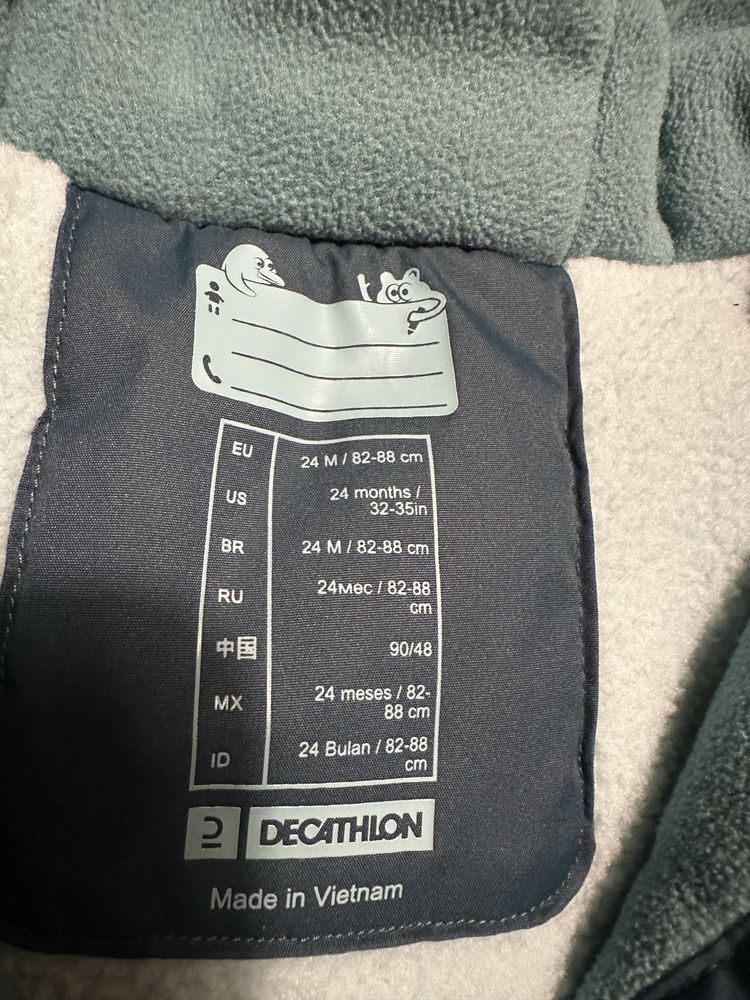 EU 24 M / 82-88 cm
US 24 months /
32-35in
BR 24 M / 82-88 cm
RU 24мес / 82-88
cm
中国 90/48
MX 24 meses / 82-
88 cm
ID 24 Bulan / 82-88
cm
DECATHLON
Made in Vietnam